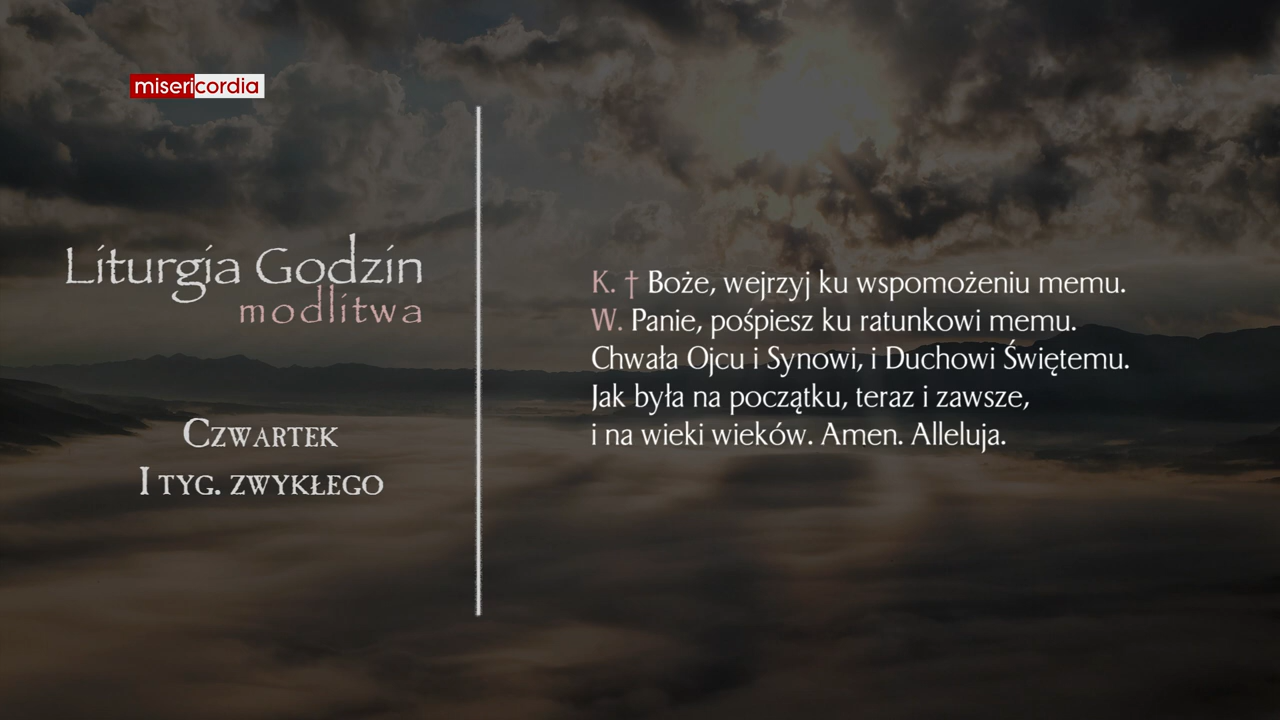 misericordia
Liturgia Godzin
modlitwa
Czwartek
I tyg. zwykłego
K. † Boże, wejrzyj ku wspomożeniu memu.
W. Panie, pośpiesz ku ratunkowi memu.
Chwała Ojcu i Synowi, i Duchowi Świętemu.
Jak była na początku, teraz i zawsze,
i na wieki wieków. Amen. Alleluja.